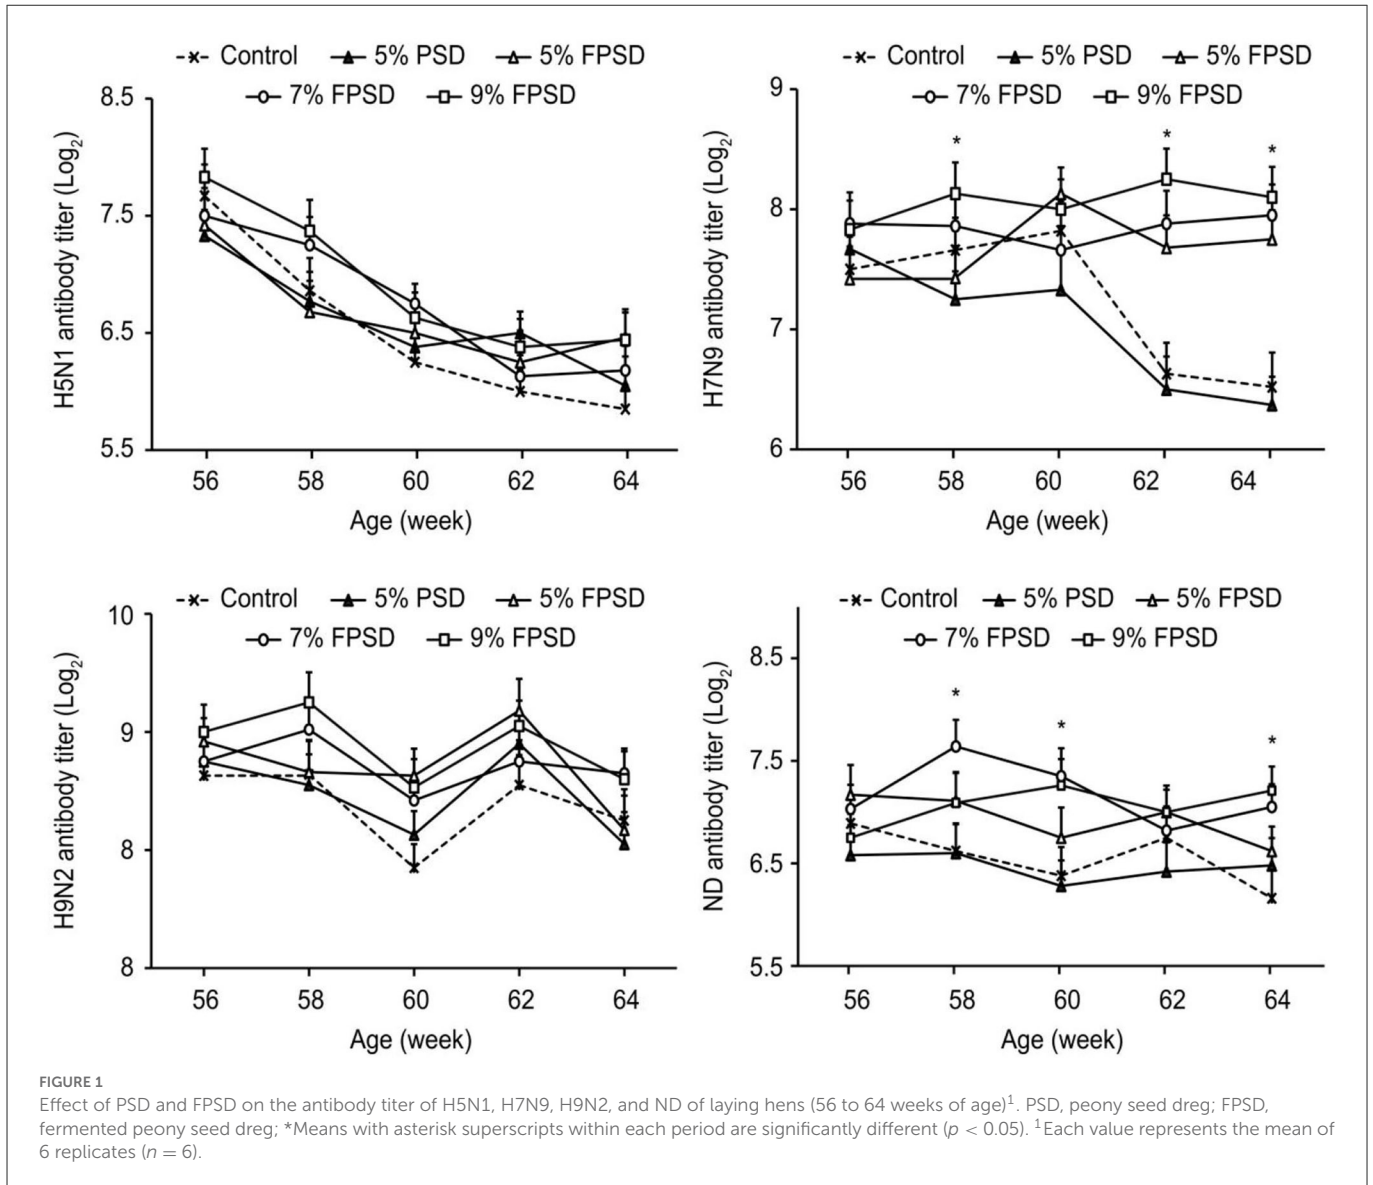 Control 5% PSD 5% FPSD
7% FPSD 9% FPSD
8.5
7.5
6.5
5.5
H5N1 antibody titer (Log2)
56 58 60 62 64
Age (week)
Control 5% PSD 5% FPSD
7% FPSD 9% FPSD
9
8
7
6
H7N9 antibody titer (Log2)
* * *
56 58 60 62 64
Age (week)
Control 5% PSD 5% FPSD
7% FPSD 9% FPSD
10
9
8
8
H9N2 antibody titer (Log2)
56 58 60 62 64
Age (week)
Control 5% PSD 5% FPSD
7% FPSD 9% FPSD
8.5
7.5
6.5
5.5
ND antibody titer (Log2)
* * *
56 58 60 62 64
Age (week)
FIGURE 1
Effect of PSD and FPSD on the antibody titer of H5N1, H7N9, H9N2, and ND of laying hens (56 to 64 weeks of age)1. PSD, peony seed dreg; FPSD,
fermented peony seed dreg; *Means with asterisk superscripts within each period are significantly different (p < 0.05). 1Each value represents the mean of
6 replicates (n = 6).